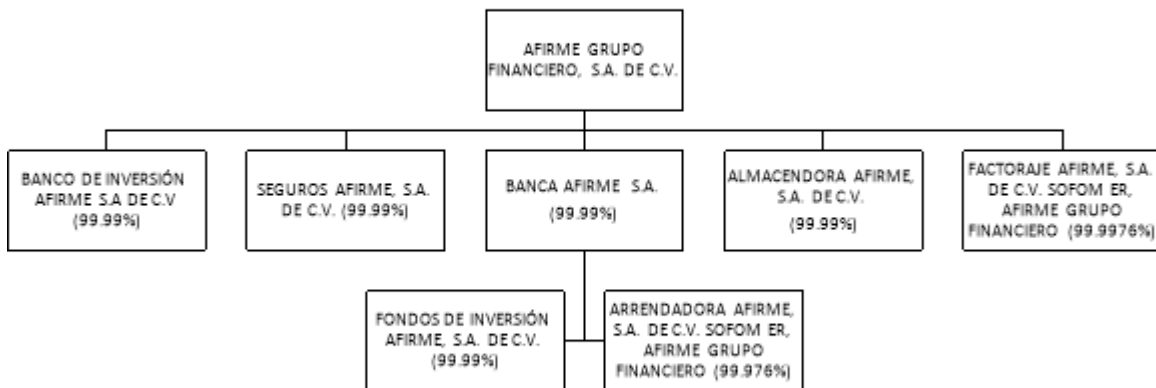 AFIRME GRUPO
FINANCIERO, S.A. DE C.V.
BANCO DE INVERSIÓN
AFIRME S.A DE C.V
(99.99%)
SEGUROS AFIRME, S.A.
DE C.V. (99.99%)
BANCA AFIRME S.A.
(99.99%)
ALMACENDORA AFIRME,
S.A. DE C.V.
(99.99%)
FACTORAJE AFIRME, S.A.
DE C.V. SOFOM ER,
AFIRME GRUPO
FINANCIERO (99.9976%)
FONDOS DE INVERSIÓN
AFIRME, S.A. DE C.V.
(99.99%)
ARRENDADORA AFIRME,
S.A. DE C.V. SOFOM ER,
AFIRME GRUPO
FINANCIERO (99.976%)